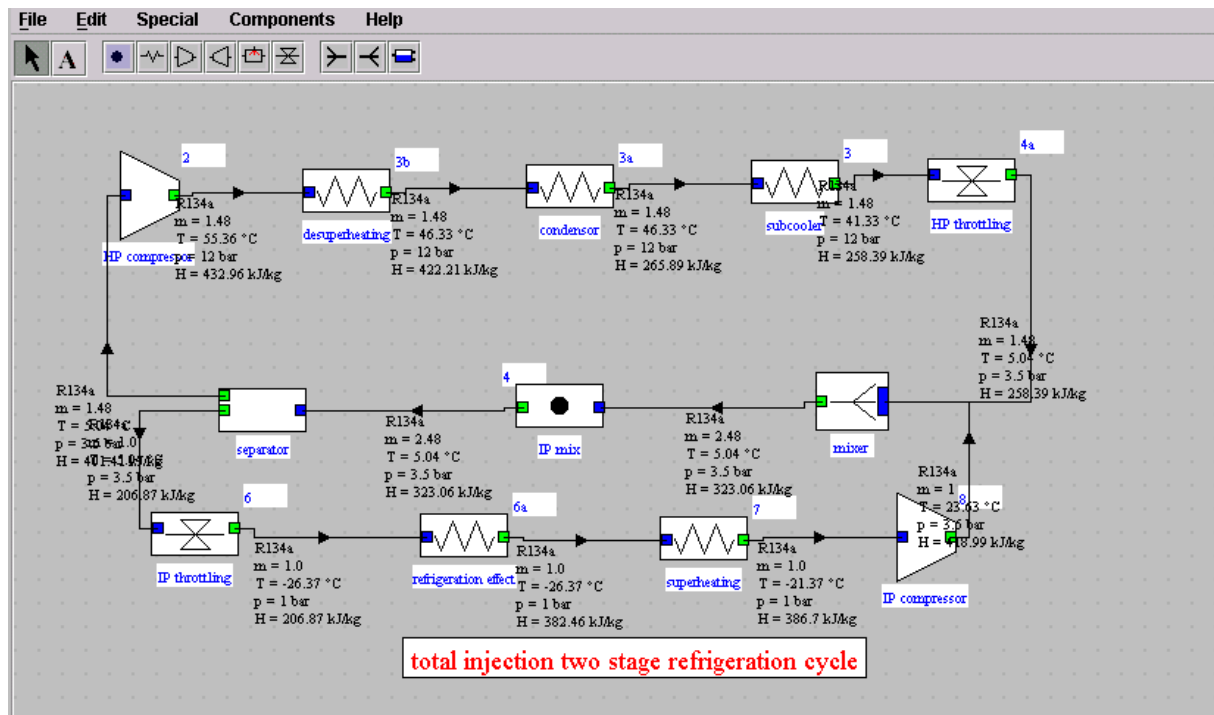 File Edit Special Components Help
A
2
3b
3a
3
4a
HP compressor
desuperheating
condensor
subcooler
HP throttling
R134a
m = 1.48
T = 55.36 °C
p = 12 bar
H = 432.96 kJ/kg
R134a
m = 1.48
T = 46.33 °C
p = 12 bar
H = 422.21 kJ/kg
R134a
m = 1.48
T = 46.33 °C
p = 12 bar
H = 265.89 kJ/kg
R134a
m = 1.48
T = 41.33 °C
p = 12 bar
H = 258.39 kJ/kg
R134a
m = 1.48
T = 5.04 °C
p = 3.5 bar
H = 258.39 kJ/kg
R134a
m = 1.48
separator
R134a
m = 2.48
T = 5.04 °C
p = 3.5 bar
H = 323.06 kJ/kg
4
IP mix
R134a
m = 2.48
T = 5.04 °C
p = 3.5 bar
H = 323.06 kJ/kg
mixer
p = 3.5 bar
H = 206.87 kJ/kg
6
6a
7
8
IP throttling
refrigeration effect
superheating
IP compressor
R134a
m = 1.0
T = -26.37 °C
p = 1 bar
H = 206.87 kJ/kg
R134a
m = 1.0
T = -26.37 °C
p = 1 bar
H = 382.46 kJ/kg
R134a
m = 1.0
T = -21.37 °C
p = 1 bar
H = 386.7 kJ/kg
R134a
m = 1
T = 23.63 °C
bar
kJ/kg
total injection two stage refrigeration cycle